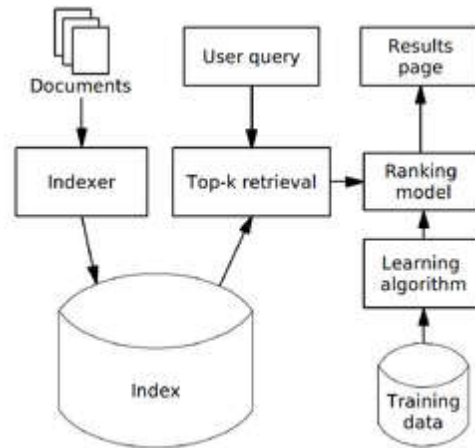 Documents
User query
Results
page
Indexer
Top-k retrieval
Ranking
model
Learning
algorithm
Index
Training
data